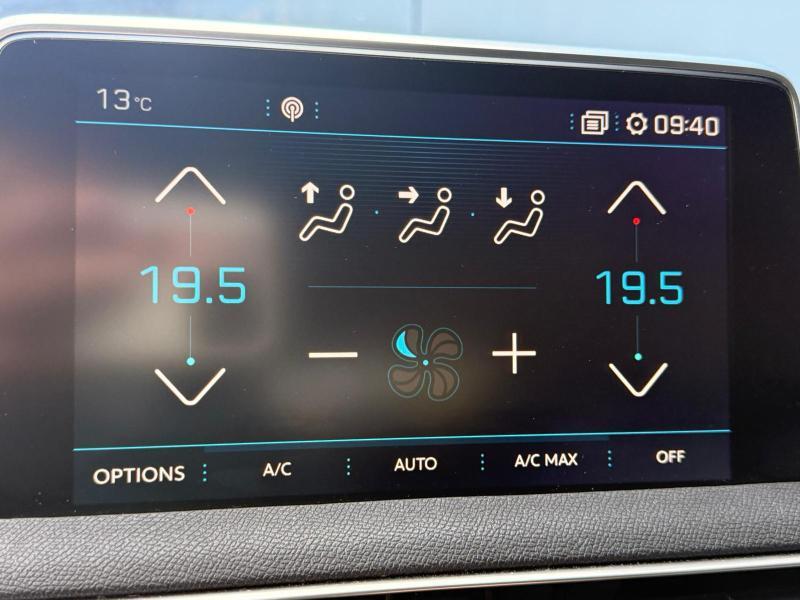 13°C
09:40
19.5
19.5
OPTIONS
A/C
AUTO
A/C MAX
OFF